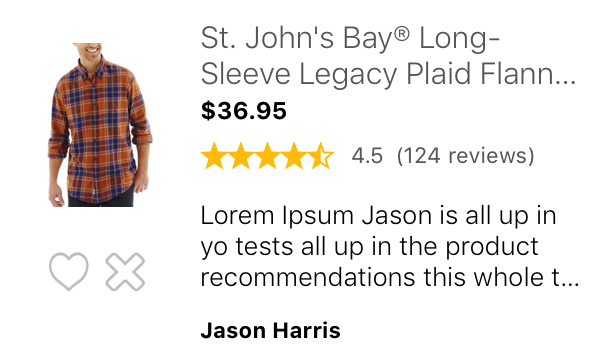 St. John's Bay® Long-
Sleeve Legacy Plaid Flann...
$36.95
4.5 (124 reviews)
Lorem Ipsum Jason is all up in
yo tests all up in the product
recommendations this whole t...
Jason Harris